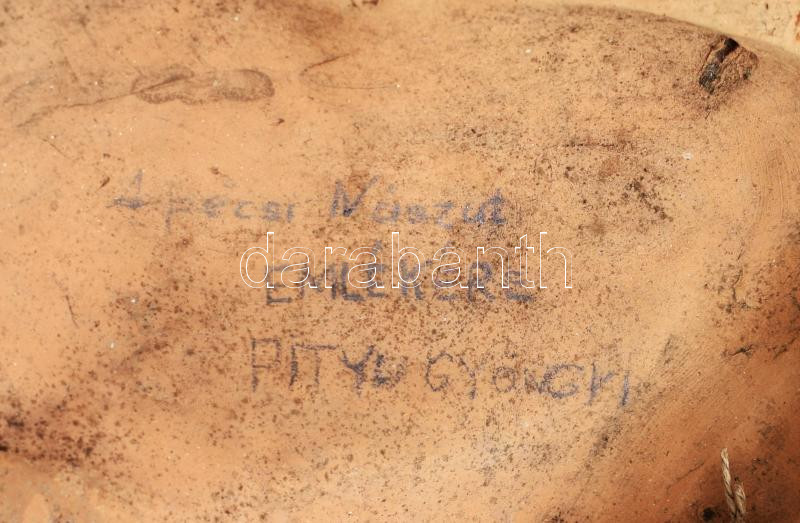 A pécsi Nászút
EMLÉKÉRE
darabanth
PITYU GYÖNGYI